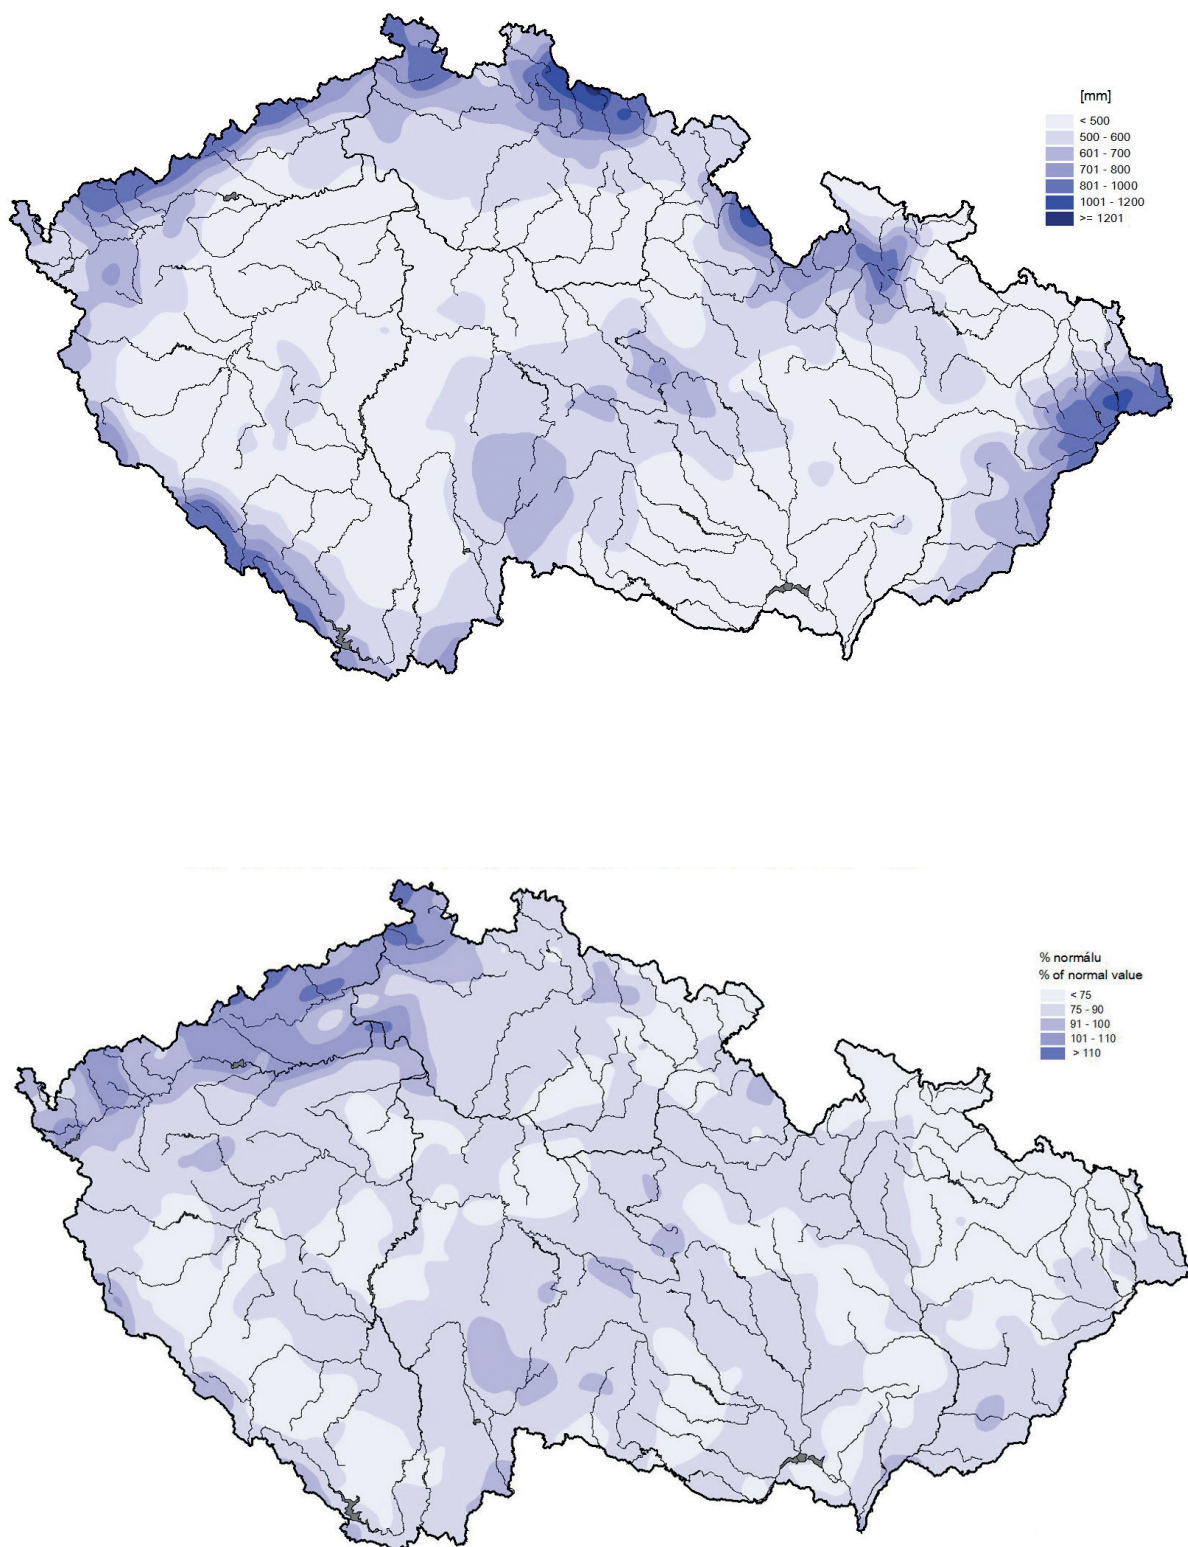 [mm]
< 500
500 - 600
601 - 700
701 - 800
801 - 1000
1001 - 1200
>= 1201
% normálu
% of normal value
< 75
75 - 90
91 - 100
101 - 110
> 110